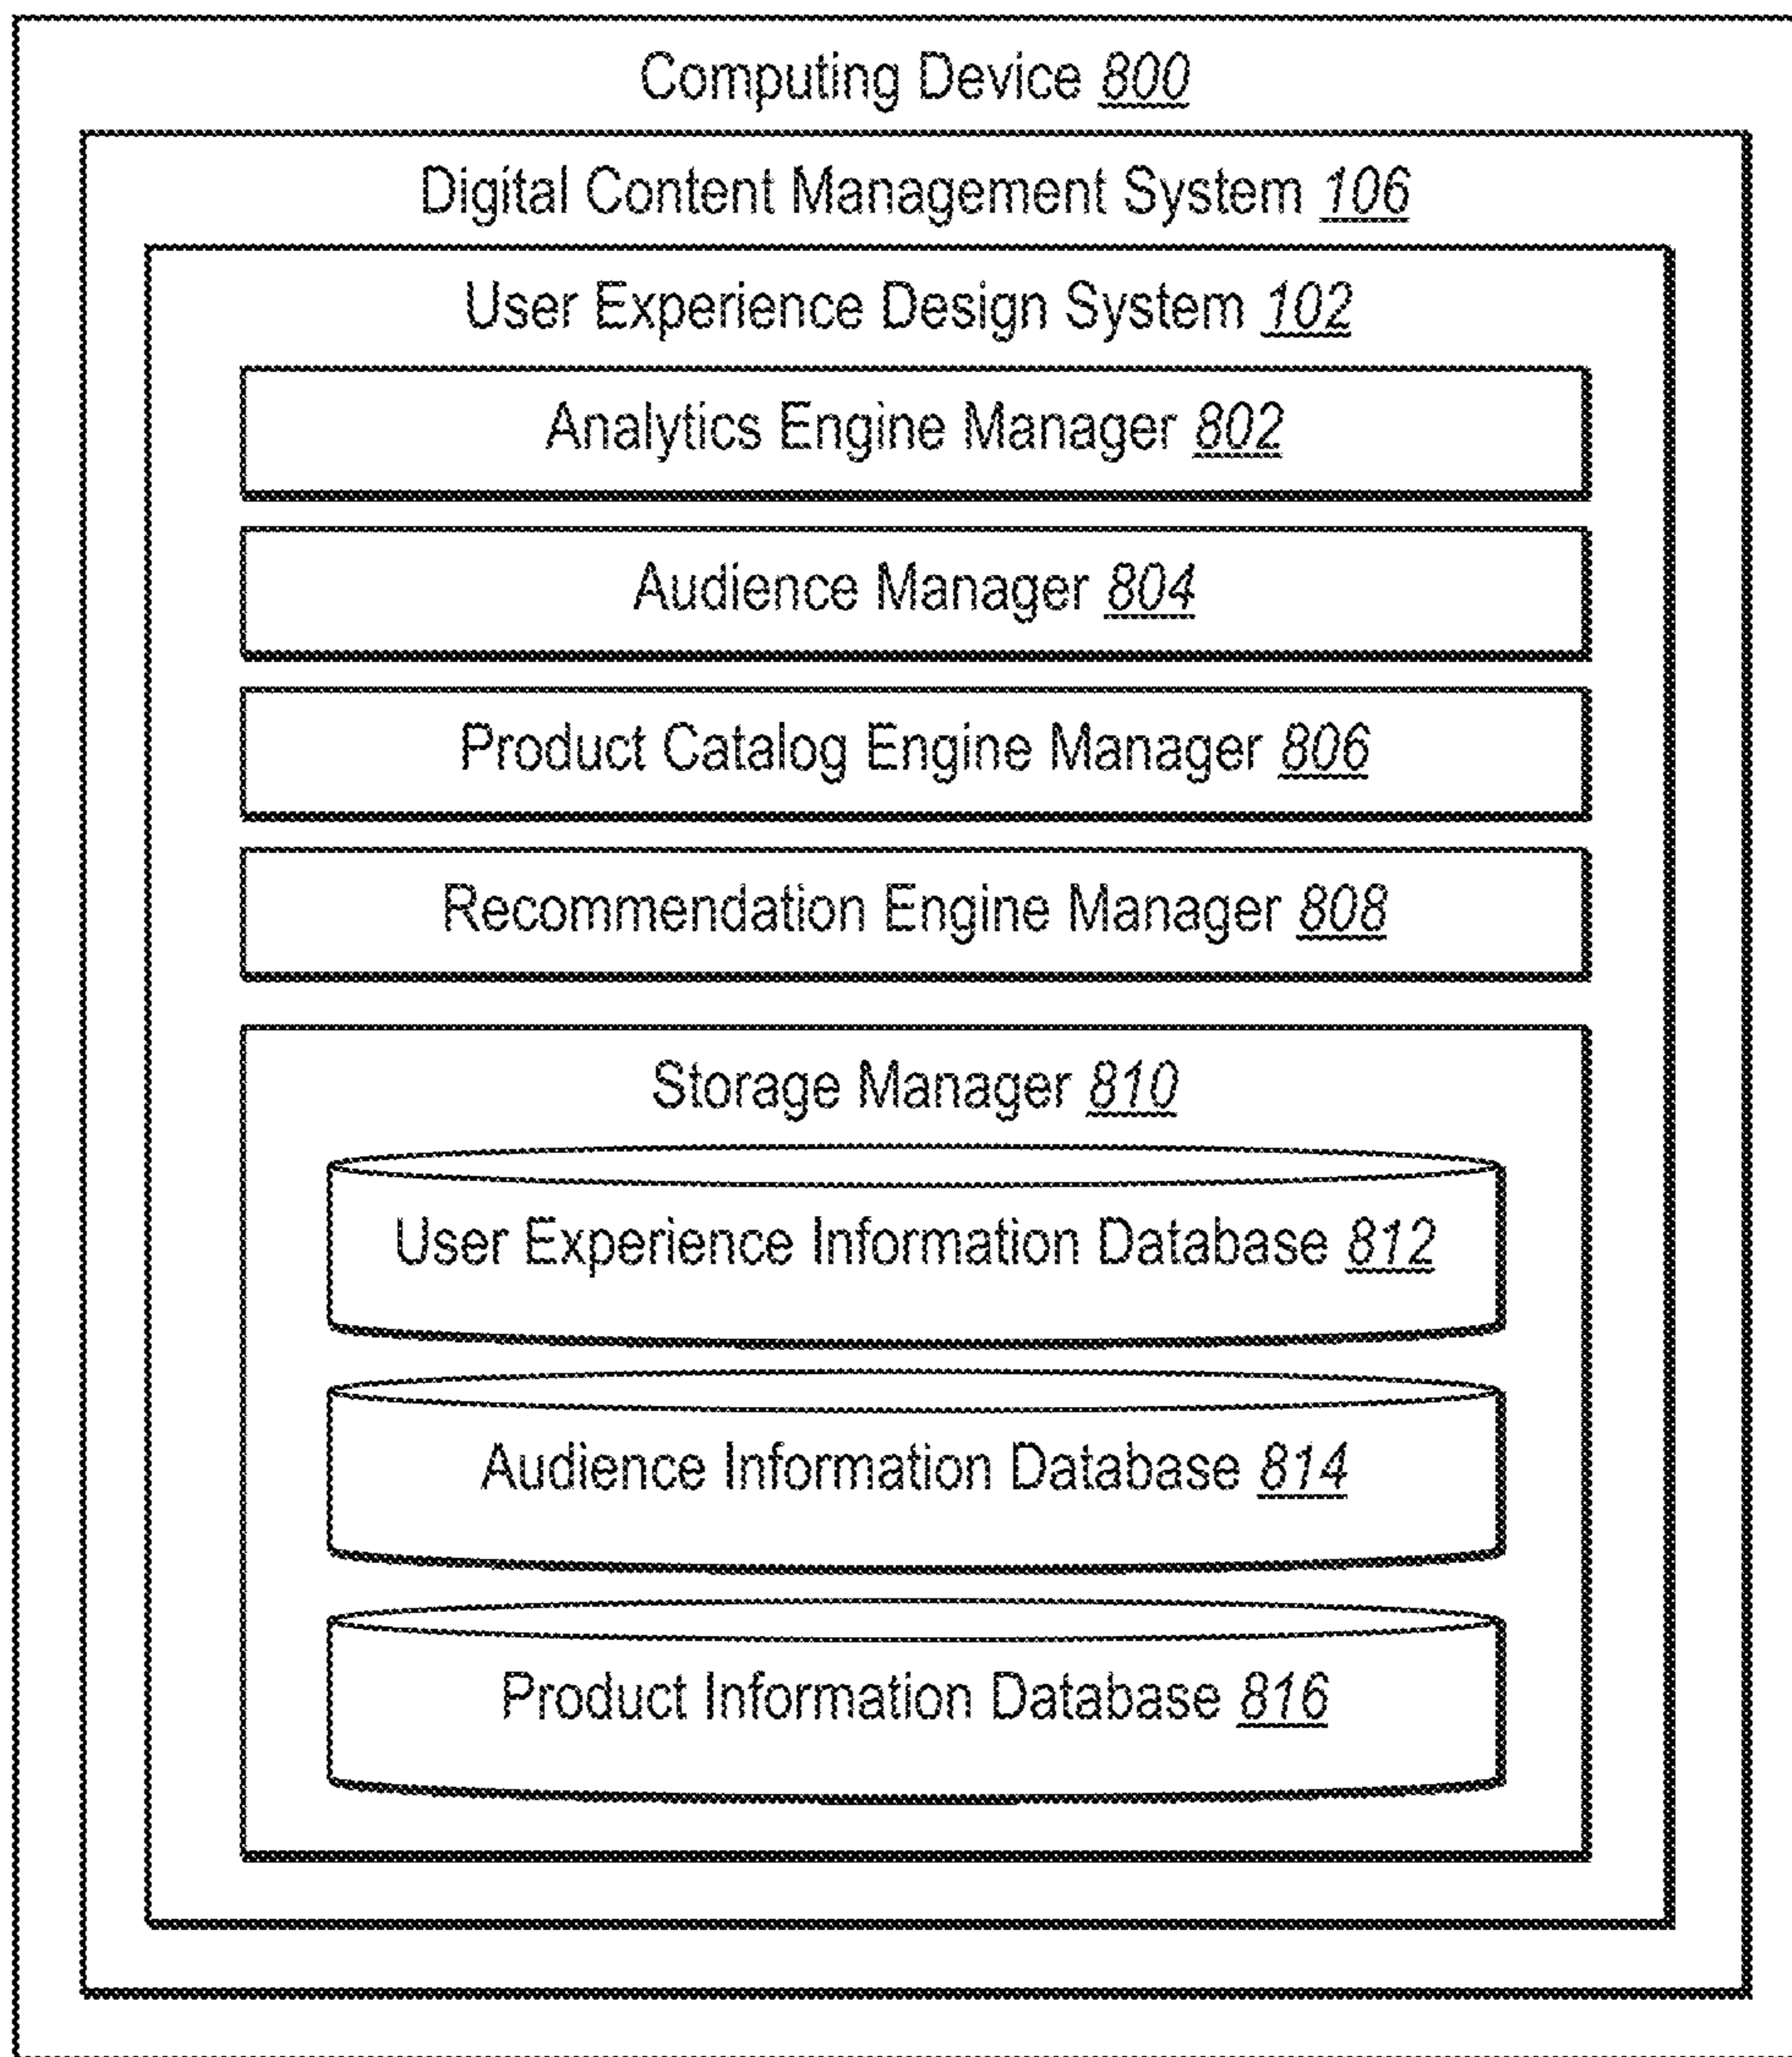 Computing Device 800
Digital Content Management System 106
User Experience Design System 102
Analytics Engine Manager 802
Audience Manager 804
Product Catalog Engine Manager 806
Recommendation Engine Manager 808
Storage Manager 810
User Experience Information Database 812
Audience Information Database 814
Product Information Database 816